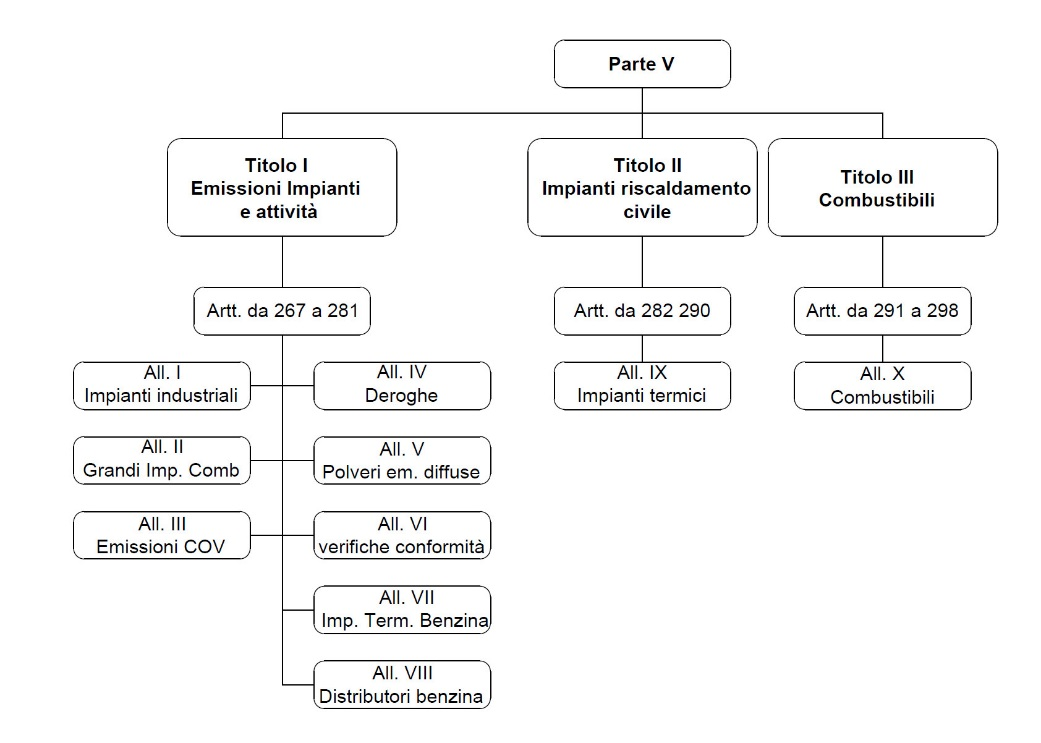 Parte V
Titolo I
Emissioni Impianti
e attività
Titolo II
Impianti riscaldamento
civile
Titolo III
Combustibili
Artt. da 267 a 281
Artt. da 282 290
Artt. da 291 a 298
All. I
Impianti industriali
All. IV
Deroghe
All. IX
Impianti termici
All. X
Combustibili
All. II
Grandi Imp. Comb
All. V
Polveri em. diffuse
All. III
Emissioni COV
All. VI
verifiche conformità
All. VII
Imp. Term. Benzina
All. VIII
Distributori benzina